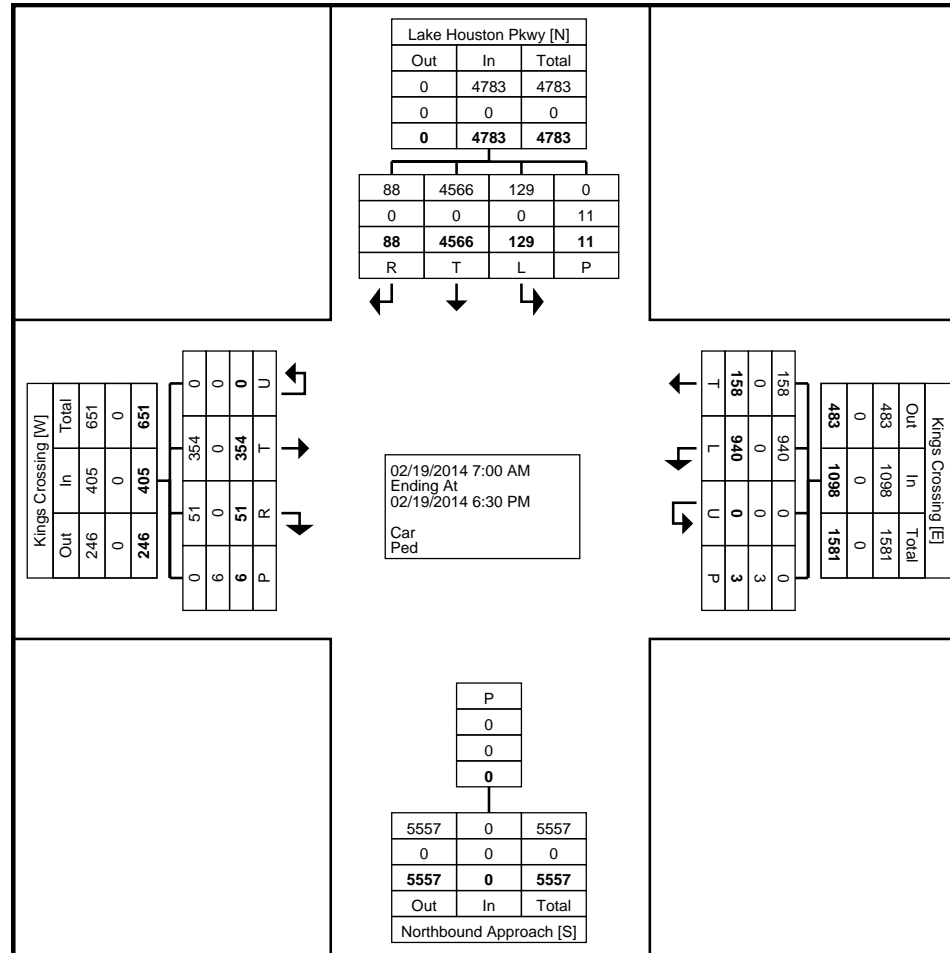 Lake Houston Pkwy [N]
Out In Total
0 4783 4783
0 0 0
0 4783 4783
88 4566 129 0
0 0 0 11
88 4566 129 11
R T L P
Kings Crossing [W]
Total In Out
651 405 246
0 0 0
651 405 246
0 354 51 0
0 0 0 6
0 354 51 6
U T R P
02/19/2014 7:00 AM
Ending At
02/19/2014 6:30 PM
Car
Ped
Kings Crossing [E]
Out In Total
483 1098 1581
0 0 0
483 1098 1581
158 940 0 0
0 0 0 3
158 940 0 3
T L U P
P
0
0
0
5557 0 5557
0 0 0
5557 0 5557
Out In Total
Northbound Approach [S]